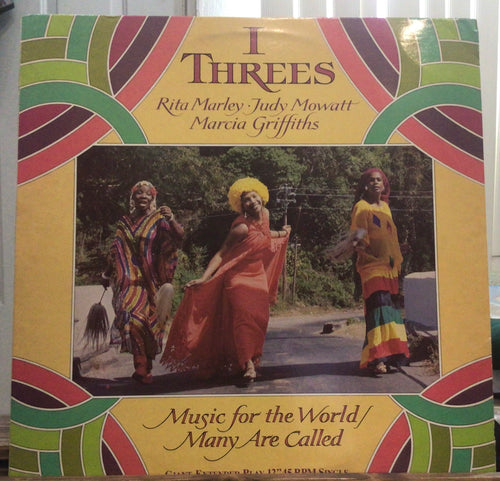 I
THREES
Rita Marley · Judy Mowatt
Marcia Griffiths
Music for the World/
Many Are Called
GIANT EXTENDED PLAY 12" 45 RPM SINGLE